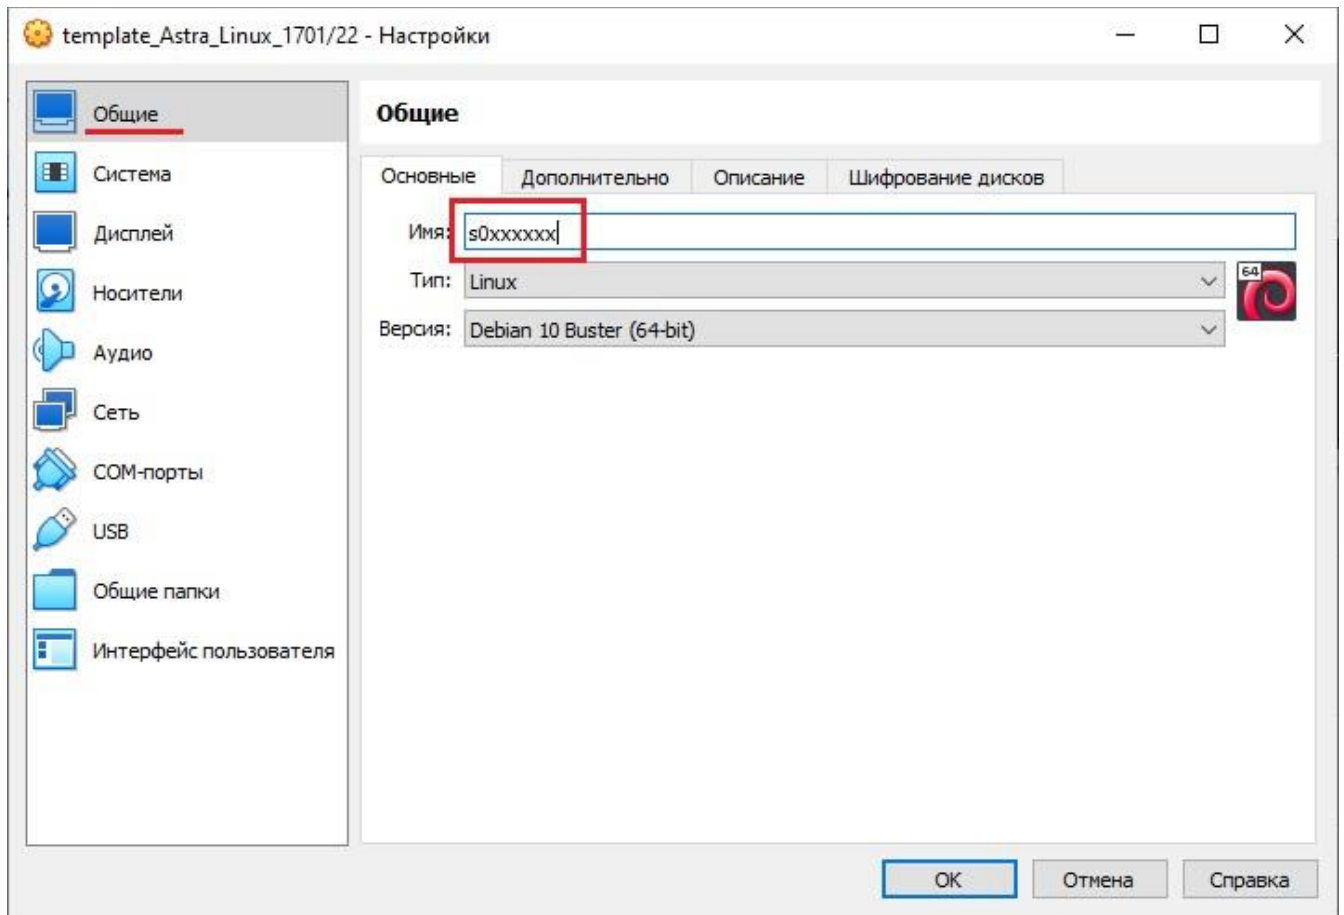 template_Astra_Linux_1701/22 - Настройки
Общие
Система
Дисплей
Носители
Аудио
Сеть
COM-порты
USB
Общие папки
Интерфейс пользователя
Общие
Основные Дополнительно Описание Шифрование дисков
Имя: s0xxxxxx
Тип: Linux
64
Версия: Debian 10 Buster (64-bit)
OK Отмена Справка